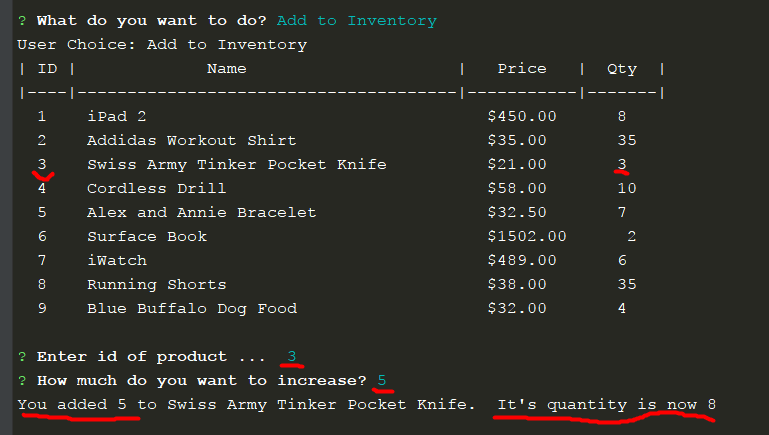 ? What do you want to do? Add to Inventory
User Choice: Add to Inventory
| ID | Name | Price | Qty |
|----|---------------------------------------|-----------|-------|
1 iPad 2 $450.00 8
2 Addidas Workout Shirt $35.00 35
3 Swiss Army Tinker Pocket Knife $21.00 3
4 Cordless Drill $58.00 10
5 Alex and Annie Bracelet $32.50 7
6 Surface Book $1502.00 2
7 iWatch $489.00 6
8 Running Shorts $38.00 35
9 Blue Buffalo Dog Food $32.00 4
? Enter id of product ... 3
? How much do you want to increase? 5
You added 5 to Swiss Army Tinker Pocket Knife. It's quantity is now 8